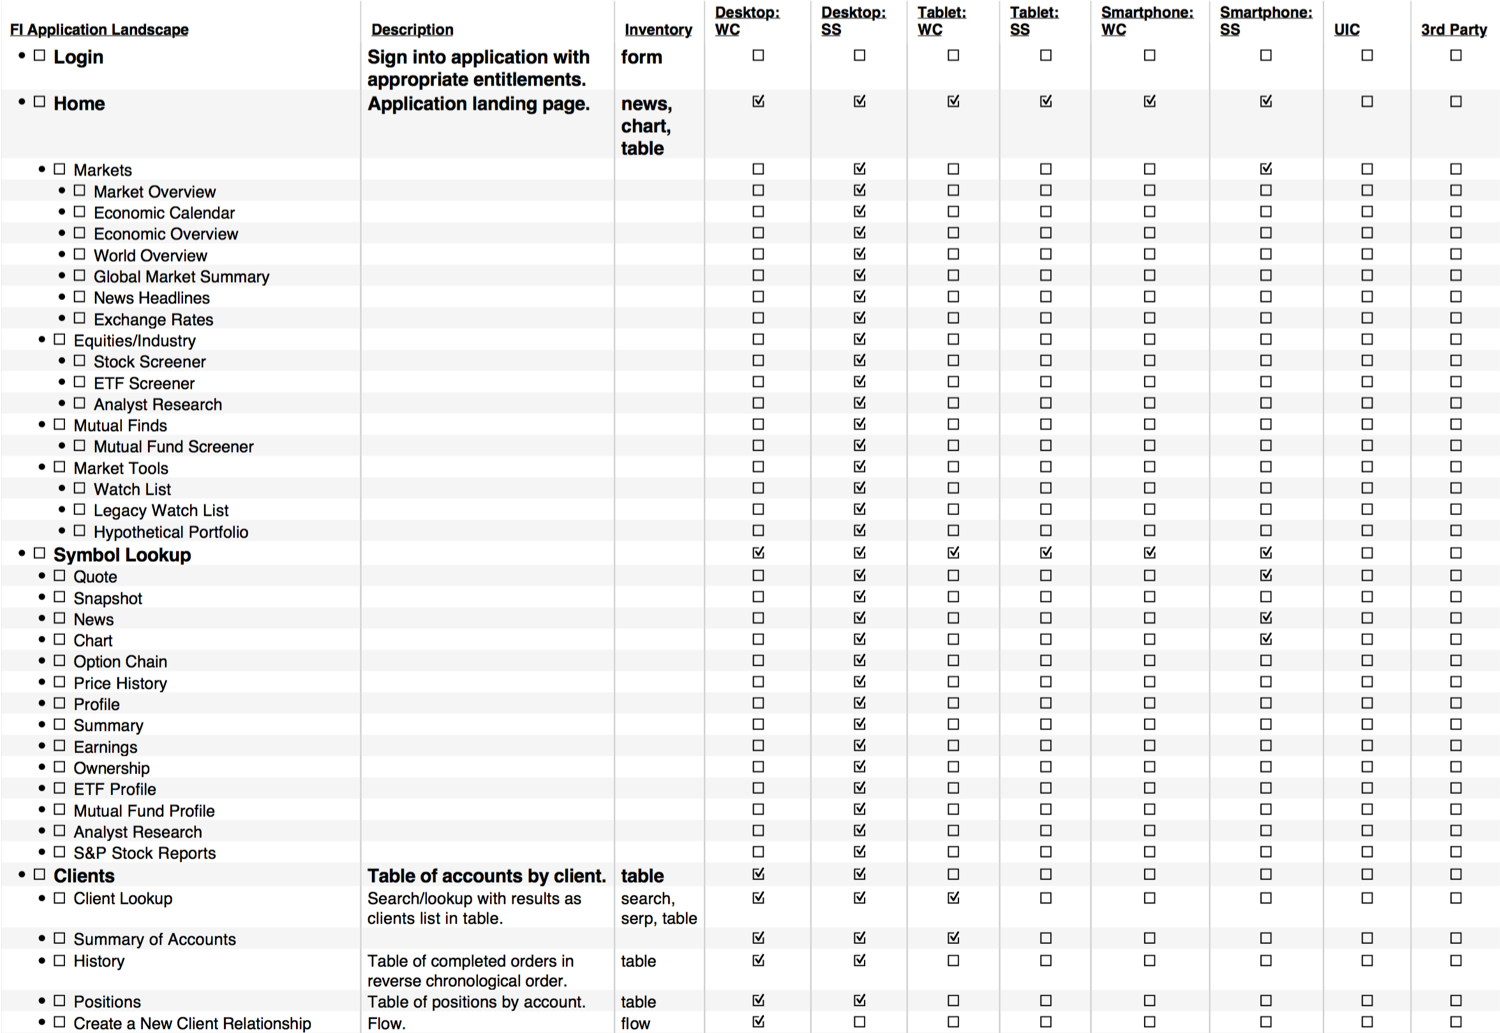 FI Application Landscape Description Inventory Desktop: WC Desktop: SS Tablet: WC Tablet: SS Smartphone: WC Smartphone: SS UIC 3rd Party
Login Sign into application with form
appropriate entitlements.
Home Application landing page. news,
chart,
table
Markets
Market Overview
Economic Calendar
Economic Overview
World Overview
Global Market Summary
News Headlines
Exchange Rates
Equities/Industry
Stock Screener
ETF Screener
Analyst Research
Mutual Finds
Mutual Fund Screener
Market Tools
Watch List
Legacy Watch List
Hypothetical Portfolio
Symbol Lookup
Quote
Snapshot
News
Chart
Option Chain
Price History
Profile
Summary
Earnings
Ownership
ETF Profile
Mutual Fund Profile
Analyst Research
S&P Stock Reports
Clients Table of accounts by client. table
Client Lookup Search/lookup with results as search,
clients list in table. serp, table
Summary of Accounts
History Table of completed orders in table
reverse chronological order.
Positions Table of positions by account. table
Create a New Client Relationship Flow. flow